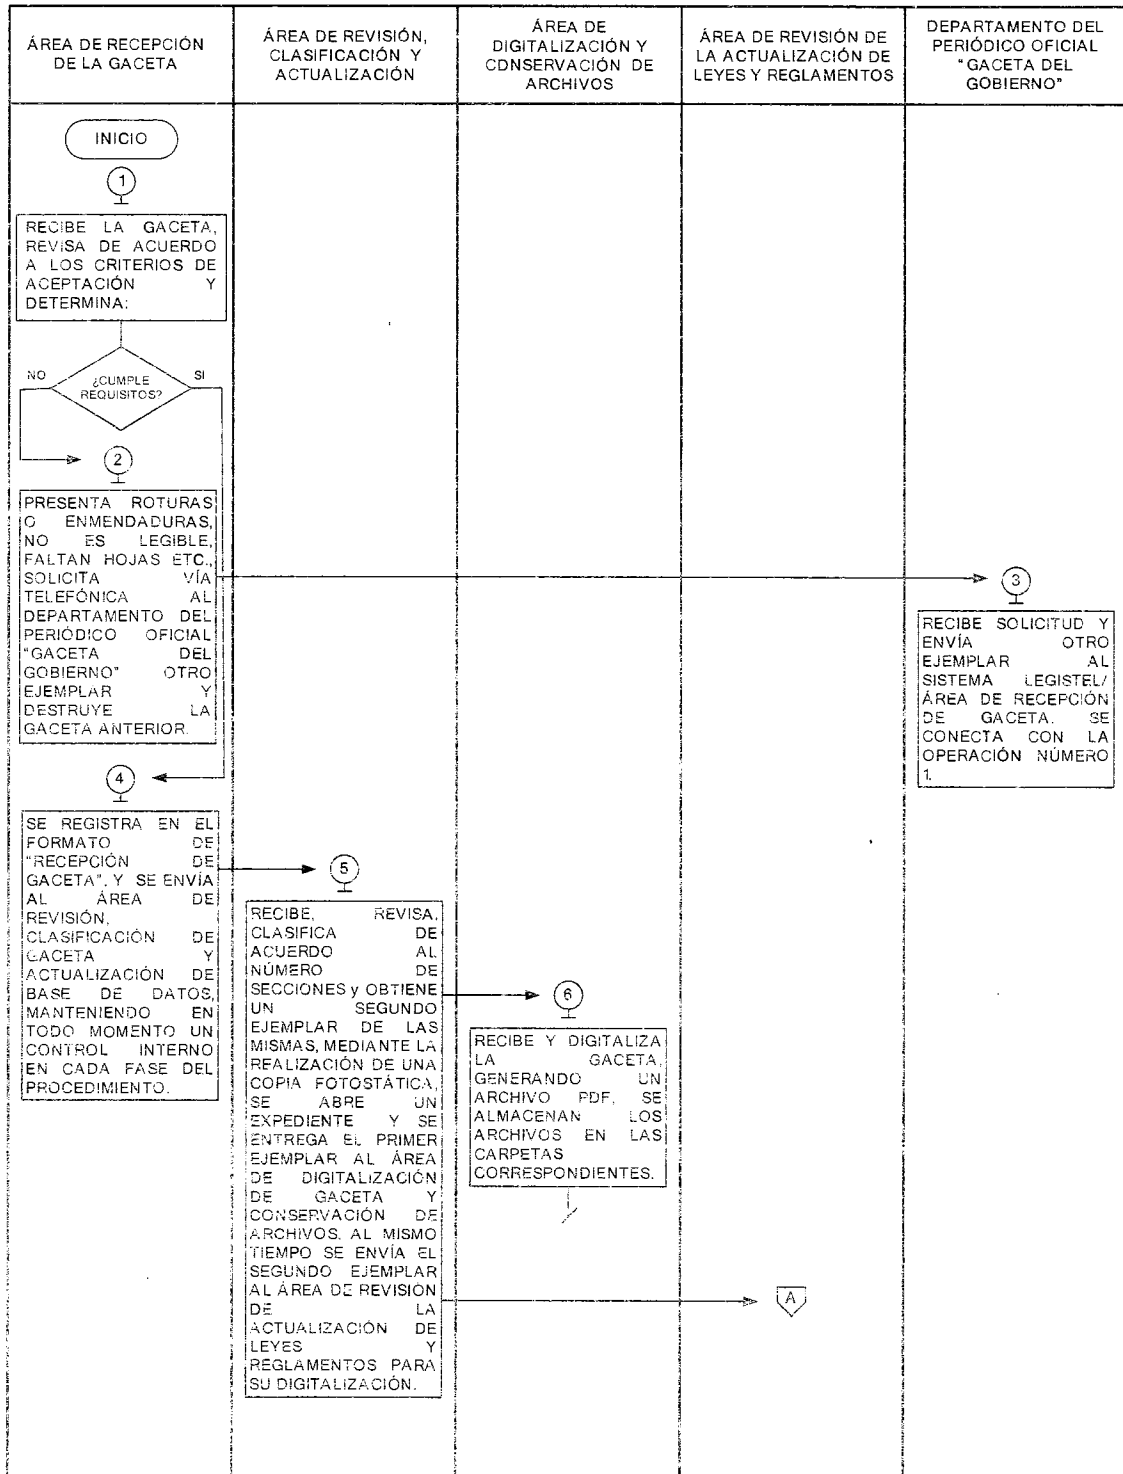 ÁREA DE RECEPCIÓN
DE LA GACETA
ÁREA DE REVISIÓN,
CLASIFICACIÓN Y
ACTUALIZACIÓN
ÁREA DE
DIGITALIZACIÓN Y
CONSERVACIÓN DE
ARCHIVOS
ÁREA DE REVISIÓN DE
LA ACTUALIZACIÓN DE
LEYES Y REGLAMENTOS
DEPARTAMENTO DEL
PERIÓDICO OFICIAL
"GACETA DEL
GOBIERNO"
INICIO
1
RECIBE LA GACETA,
REVISA DE ACUERDO
A LOS CRITERIOS DE
ACEPTACIÓN Y
DETERMINA:
NO
¿CUMPLE
REQUISITOS?
SI
2
PRESENTA ROTURAS
O ENMENDADURAS,
NO ES LEGIBLE,
FALTAN HOJAS ETC.,
SOLICITA VÍA
TELEFÓNICA AL
DEPARTAMENTO DEL
PERIÓDICO OFICIAL
"GACETA DEL
GOBIERNO" OTRO
EJEMPLAR Y
DESTRUYE LA
GACETA ANTERIOR.
3
RECIBE SOLICITUD Y
ENVÍA OTRO
EJEMPLAR AL
SISTEMA LEGISTEL/
ÁREA DE RECEPCIÓN
DE GACETA. SE
CONECTA CON LA
OPERACIÓN NÚMERO
1.
4
SE REGISTRA EN EL
FORMATO DE
"RECEPCIÓN DE
GACETA", Y SE ENVÍA
AL ÁREA DE
REVISIÓN,
CLASIFICACIÓN DE
GACETA Y
ACTUALIZACIÓN DE
BASE DE DATOS,
MANTENIENDO EN
TODO MOMENTO UN
CONTROL INTERNO
EN CADA FASE DEL
PROCEDIMIENTO.
5
RECIBE, REVISA,
CLASIFICA DE
ACUERDO AL
NÚMERO DE
SECCIONES y OBTIENE
UN SEGUNDO
EJEMPLAR DE LAS
MISMAS, MEDIANTE LA
REALIZACIÓN DE UNA
COPIA FOTOSTÁTICA,
SE ABRE UN
EXPEDIENTE Y SE
ENTREGA EL PRIMER
EJEMPLAR AL ÁREA
DE DIGITALIZACIÓN
DE GACETA Y
CONSERVACIÓN DE
ARCHIVOS. AL MISMO
TIEMPO SE ENVÍA EL
SEGUNDO EJEMPLAR
AL ÁREA DE REVISIÓN
DE LA
ACTUALIZACIÓN DE
LEYES Y
REGLAMENTOS PARA
SU DIGITALIZACIÓN.
6
RECIBE Y DIGITALIZA
LA GACETA,
GENERANDO UN
ARCHIVO PDF, SE
ALMACENAN LOS
ARCHIVOS EN LAS
CARPETAS
CORRESPONDIENTES.
A